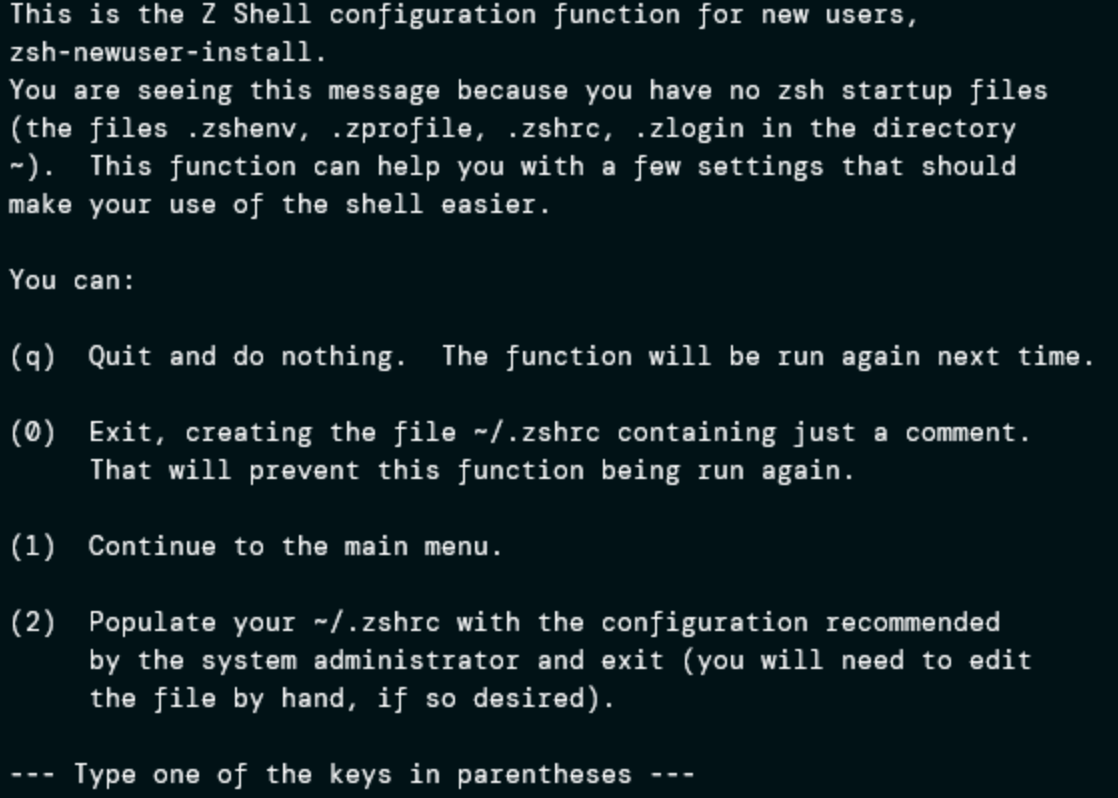 This is the Z Shell configuration function for new users,
zsh-newuser-install.
You are seeing this message because you have no zsh startup files
(the files .zshenv, .zprofile, .zshrc, .zlogin in the directory
~).  This function can help you with a few settings that should
make your use of the shell easier.

You can:

(q)  Quit and do nothing.  The function will be run again next time.

(0)  Exit, creating the file ~/.zshrc containing just a comment.
     That will prevent this function being run again.

(1)  Continue to the main menu.

(2)  Populate your ~/.zshrc with the configuration recommended
     by the system administrator and exit (you will need to edit
     the file by hand, if so desired).

--- Type one of the keys in parentheses ---